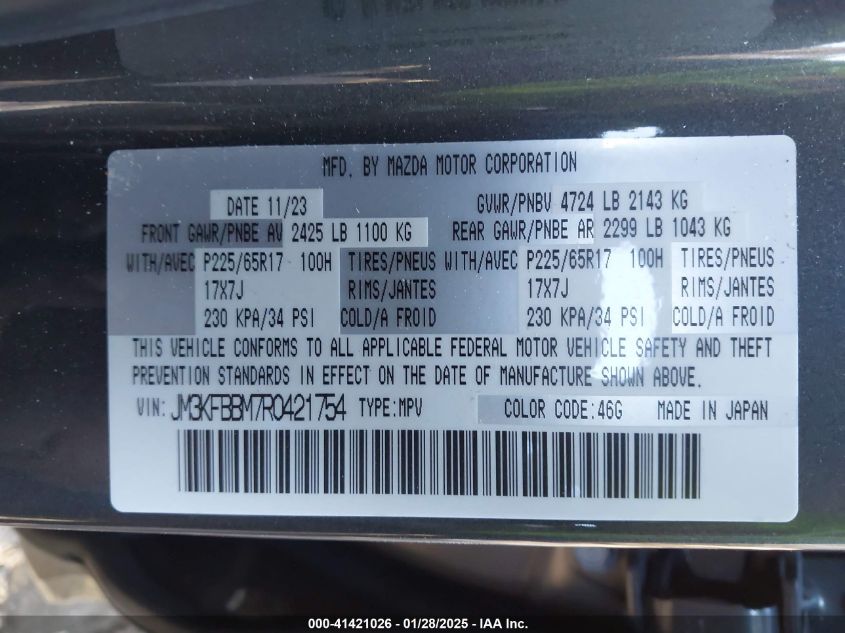 MFD. BY MAZDA MOTOR CORPORATION
DATE 11/23 GVWR/PNBV 4724 LB 2143 KG
FRONT GAWR/PNBE AV 2425 LB 1100 KG REAR GAWR/PNBE AR 2299 LB 1043 KG
WITH/AVEC P225/65R17 100H TIRES/PNEUS WITH/AVEC P225/65R17 100H TIRES/PNEUS
17X7J RIMS/JANTES 17X7J RIMS/JANTES
230 KPA/34 PSI COLD/A FROID 230 KPA/34 PSI COLD/A FROID
THIS VEHICLE CONFORMS TO ALL APPLICABLE FEDERAL MOTOR VEHICLE SAFETY AND THEFT
PREVENTION STANDARDS IN EFFECT ON THE DATE OF MANUFACTURE SHOWN ABOVE.
VIN: JM3KFBBM7R0421754 TYPE:MPV COLOR CODE:46G MADE IN JAPAN
000-41421026 - 01/28/2025 - IAA Inc.